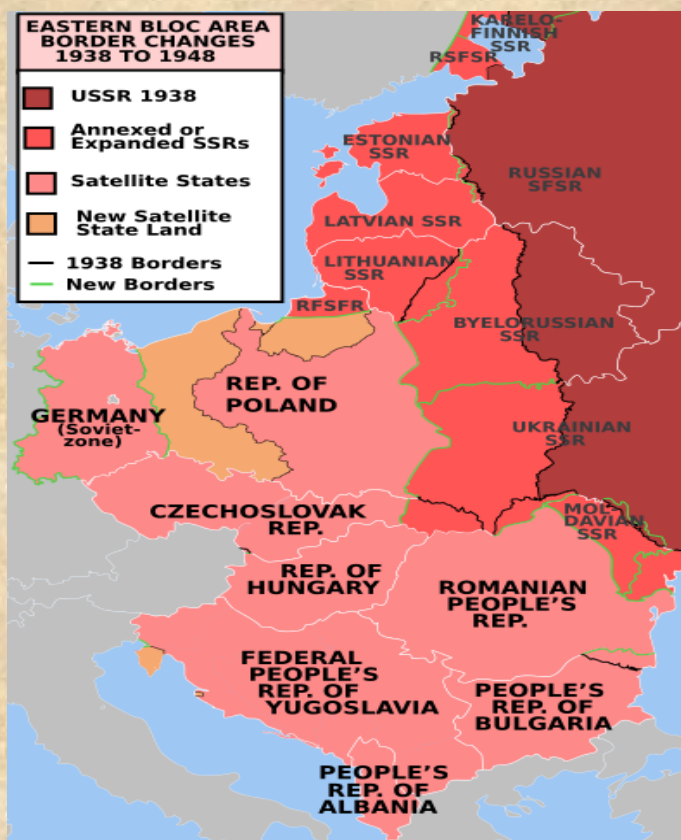 EASTERN BLOC AREA
BORDER CHANGES
1938 TO 1948
USSR 1938
Annexed or
Expanded SSRs
Satellite States
New Satellite
State Land
1938 Borders
New Borders
KARELO-
FINNISH
SSR
RSFSR
ESTONIAN
SSR
RUSSIAN
SFSR
LATVIAN SSR
LITHUANIAN
SSR
RFSFR
BYELORUSSIAN
SSR
REP. OF
POLAND
GERMANY
(Soviet-
zone)
UKRAINIAN
SSR
CZECHOSLOVAK
REP.
MOL
DAVIAN
SSR
REP. OF
HUNGARY
ROMANIAN
PEOPLE'S
REP.
FEDERAL
PEOPLE'S
REP. OF
YUGOSLAVIA
PEOPLE'S
REP. OF
BULGARIA
PEOPLE'S
REP. OF
ALBANIA